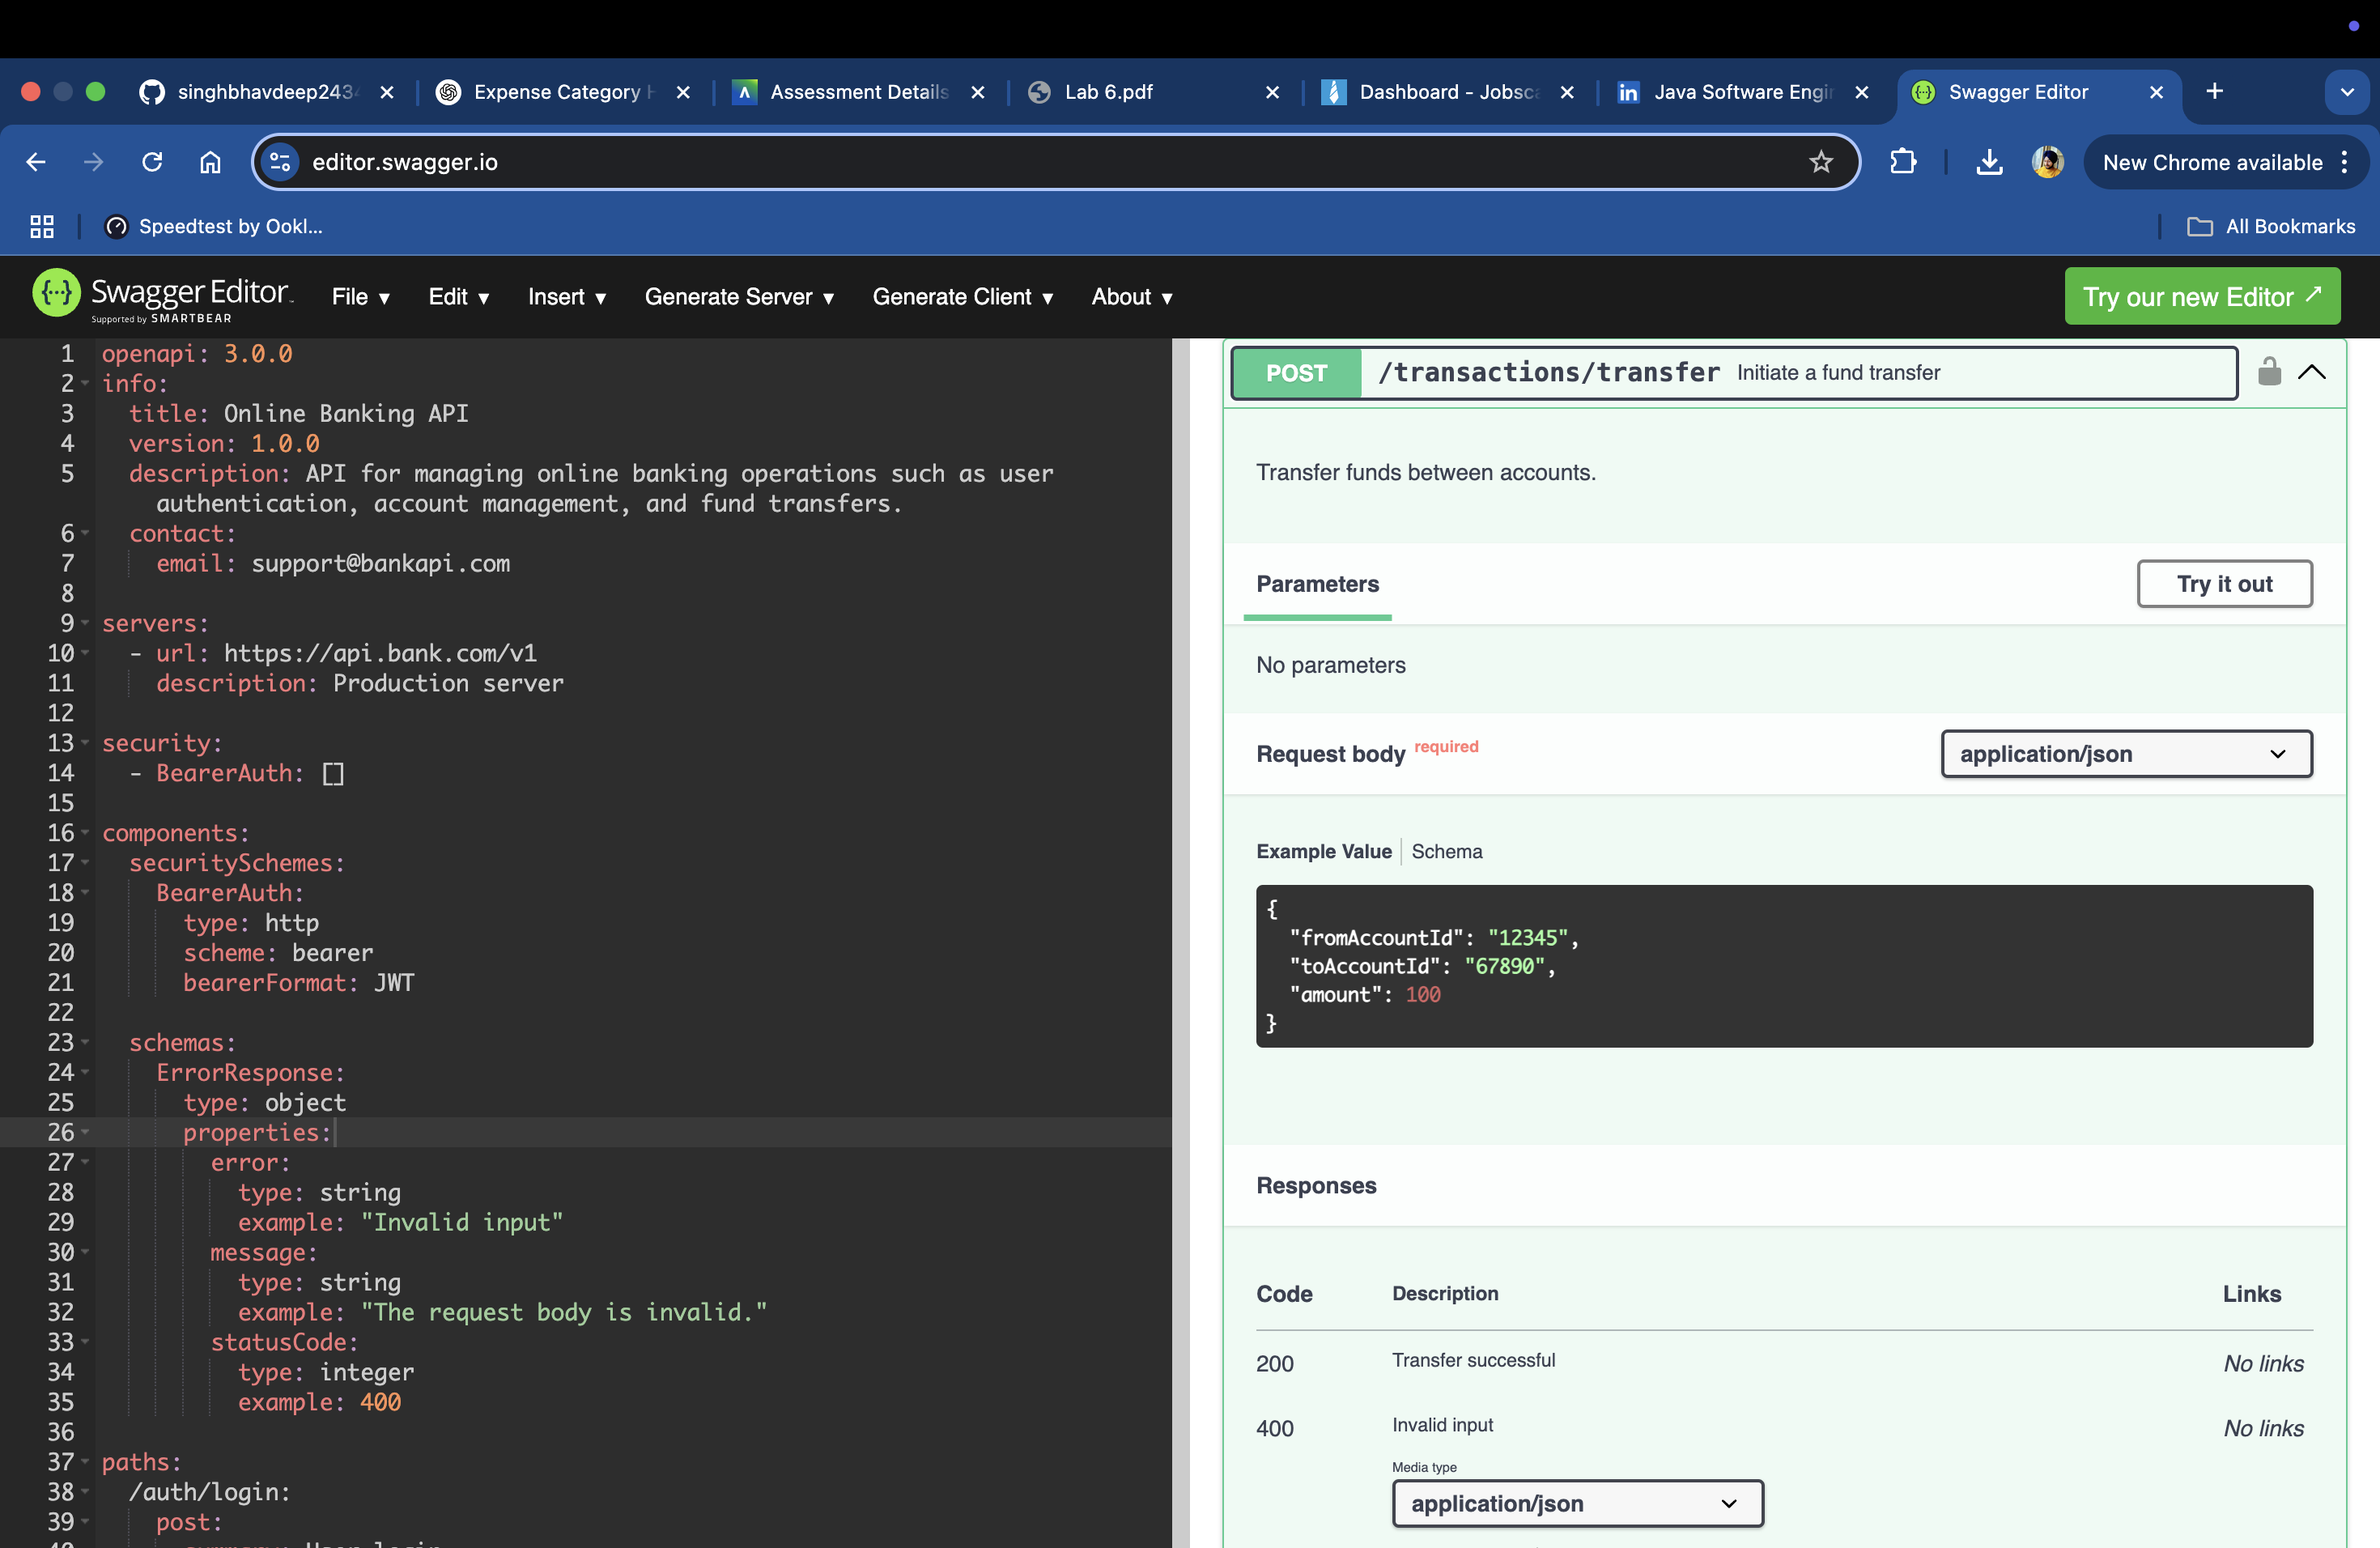 singhbhavdeep243
Expense Category
Assessment Details
Lab 6.pdf
Dashboard - Jobsc
Java Software Engi
Swagger Editor
editor.swagger.io
New Chrome available
Speedtest by Ookl...
All Bookmarks
Swagger Editor
Supported by SMARTBEAR
File ▾
Edit ▾
Insert ▾
Generate Server ▾
Generate Client ▾
About ▾
Try our new Editor
1 openapi: 3.0.0
2 info:
3 title: Online Banking API
4 version: 1.0.0
5 description: API for managing online banking operations such as user
authentication, account management, and fund transfers.
6 contact:
7 email: support@bankapi.com
8
9 servers:
10 - url: https://api.bank.com/v1
11 description: Production server
12
13 security:
14 - BearerAuth: []
15
16 components:
17 securitySchemes:
18 BearerAuth:
19 type: http
20 scheme: bearer
21 bearerFormat: JWT
22
23 schemas:
24 ErrorResponse:
25 type: object
26 properties:
27 error:
28 type: string
29 example: "Invalid input"
30 message:
31 type: string
32 example: "The request body is invalid."
33 statusCode:
34 type: integer
35 example: 400
36
37 paths:
38 /auth/login:
39 post:
POST /transactions/transfer Initiate a fund transfer
Transfer funds between accounts.
Parameters
Try it out
No parameters
Request body required
application/json
Example Value | Schema
{
"fromAccountId": "12345",
"toAccountId": "67890",
"amount": 100
}
Responses
Code Description Links
200 Transfer successful No links
400 Invalid input No links
Media type
application/json